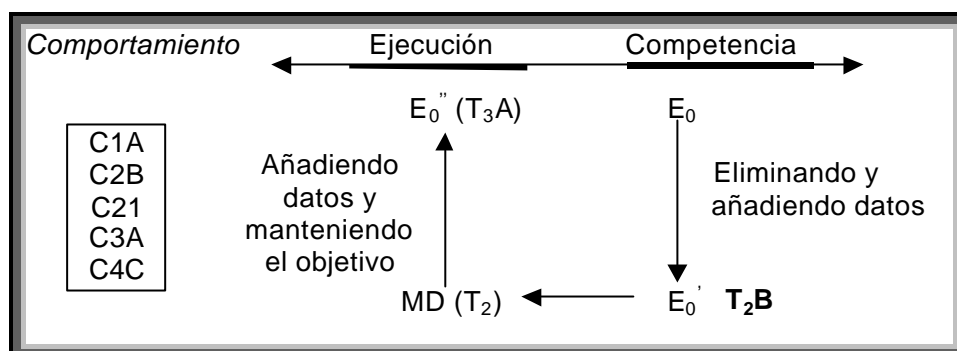 Comportamiento Ejecución Competencia
E₀’’ (T₃A) E₀
C1A
C2B
C21
C3A
C4C
Añadiendo
datos y
manteniendo
el objetivo
Eliminando y
añadiendo datos
MD (T₂) E₀’ T₂B